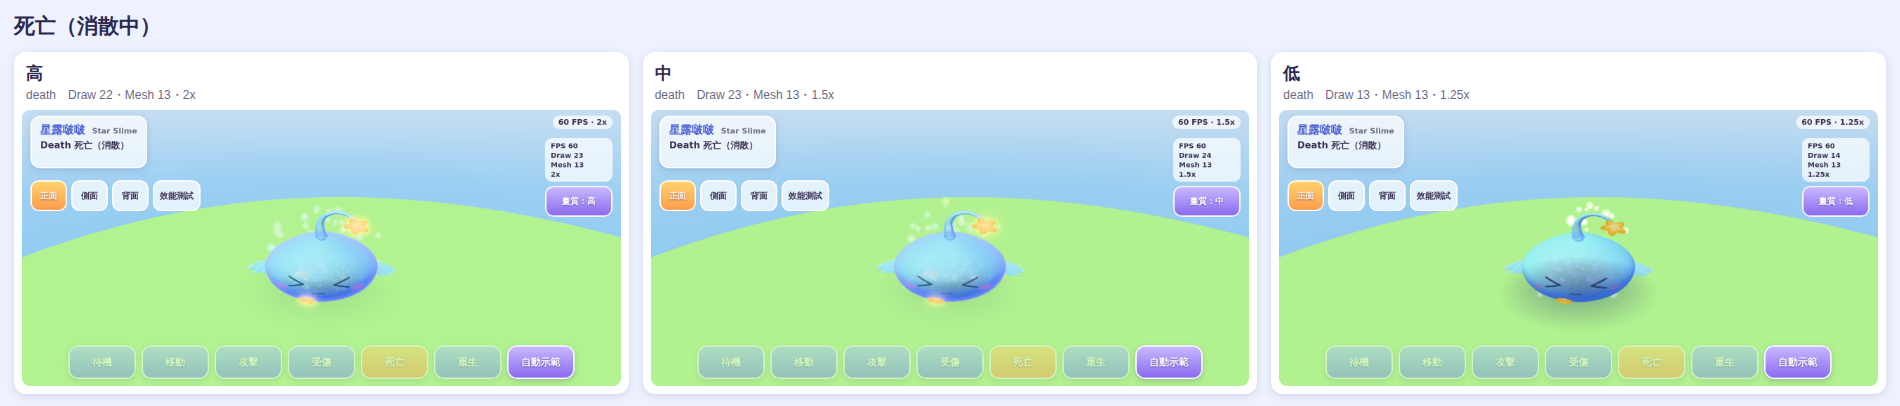 死亡（消散中）
高
death Draw 22・Mesh 13・2x
星露啵啵 Star Slime
Death 死亡（消散）
60 FPS · 2x
FPS 60
Draw 23
Mesh 13
2x
正面 側面 背面 效能測試
畫質：高
待機 移動 攻擊 受傷 死亡 重生 自動示範
中
death Draw 23・Mesh 13・1.5x
星露啵啵 Star Slime
Death 死亡（消散）
60 FPS · 1.5x
FPS 60
Draw 24
Mesh 13
1.5x
正面 側面 背面 效能測試
畫質：中
待機 移動 攻擊 受傷 死亡 重生 自動示範
低
death Draw 13・Mesh 13・1.25x
星露啵啵 Star Slime
Death 死亡（消散）
60 FPS · 1.25x
FPS 60
Draw 14
Mesh 13
1.25x
正面 側面 背面 效能測試
畫質：低
待機 移動 攻擊 受傷 死亡 重生 自動示範